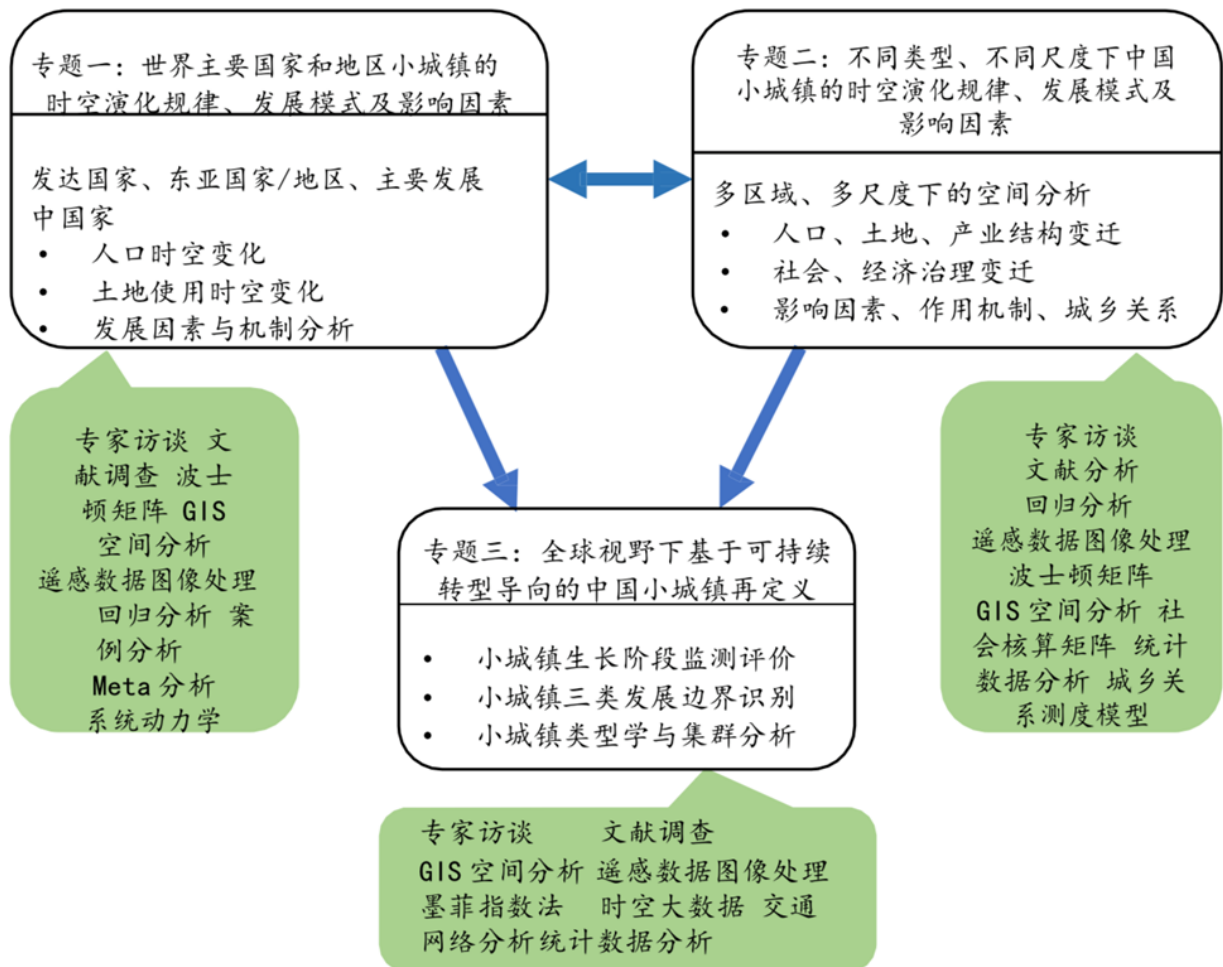 专题一：世界主要国家和地区小城镇的
时空演化规律、发展模式及影响因素
发达国家、东亚国家/地区、主要发展
中国家
• 人口时空变化
• 土地使用时空变化
• 发展因素与机制分析
专题二：不同类型、不同尺度下中国
小城镇的时空演化规律、发展模式及
影响因素
多区域、多尺度下的空间分析
• 人口、土地、产业结构变迁
• 社会、经济治理变迁
• 影响因素、作用机制、城乡关系
专家访谈 文
献调查 波士
顿矩阵 GIS
空间分析
遥感数据图像处理
回归分析 案
例分析
Meta 分析
系统动力学
专家访谈
文献分析
回归分析
遥感数据图像处理
波士顿矩阵
GIS 空间分析 社
会核算矩阵 统计
数据分析 城乡关
系测度模型
专题三：全球视野下基于可持续
转型导向的中国小城镇再定义
• 小城镇生长阶段监测评价
• 小城镇三类发展边界识别
• 小城镇类型学与集群分析
专家访谈 文献调查
GIS 空间分析 遥感数据图像处理
墨菲指数法 时空大数据 交通
网络分析统计数据分析